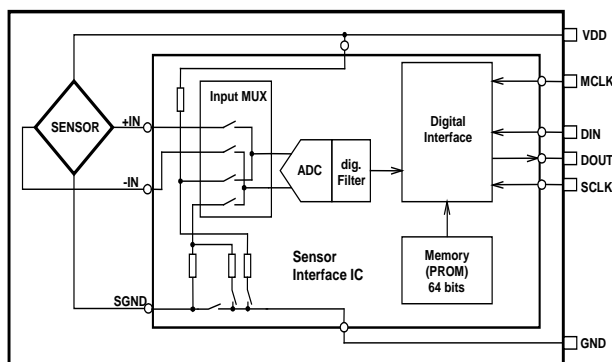 VDD
MCLK
Input MUX
+IN
SENSOR
Digital
Interface
DIN
DOUT
ADC
dig.
Filter
-IN
SCLK
Sensor
Interface IC
Memory
(PROM)
64 bits
SGND
GND